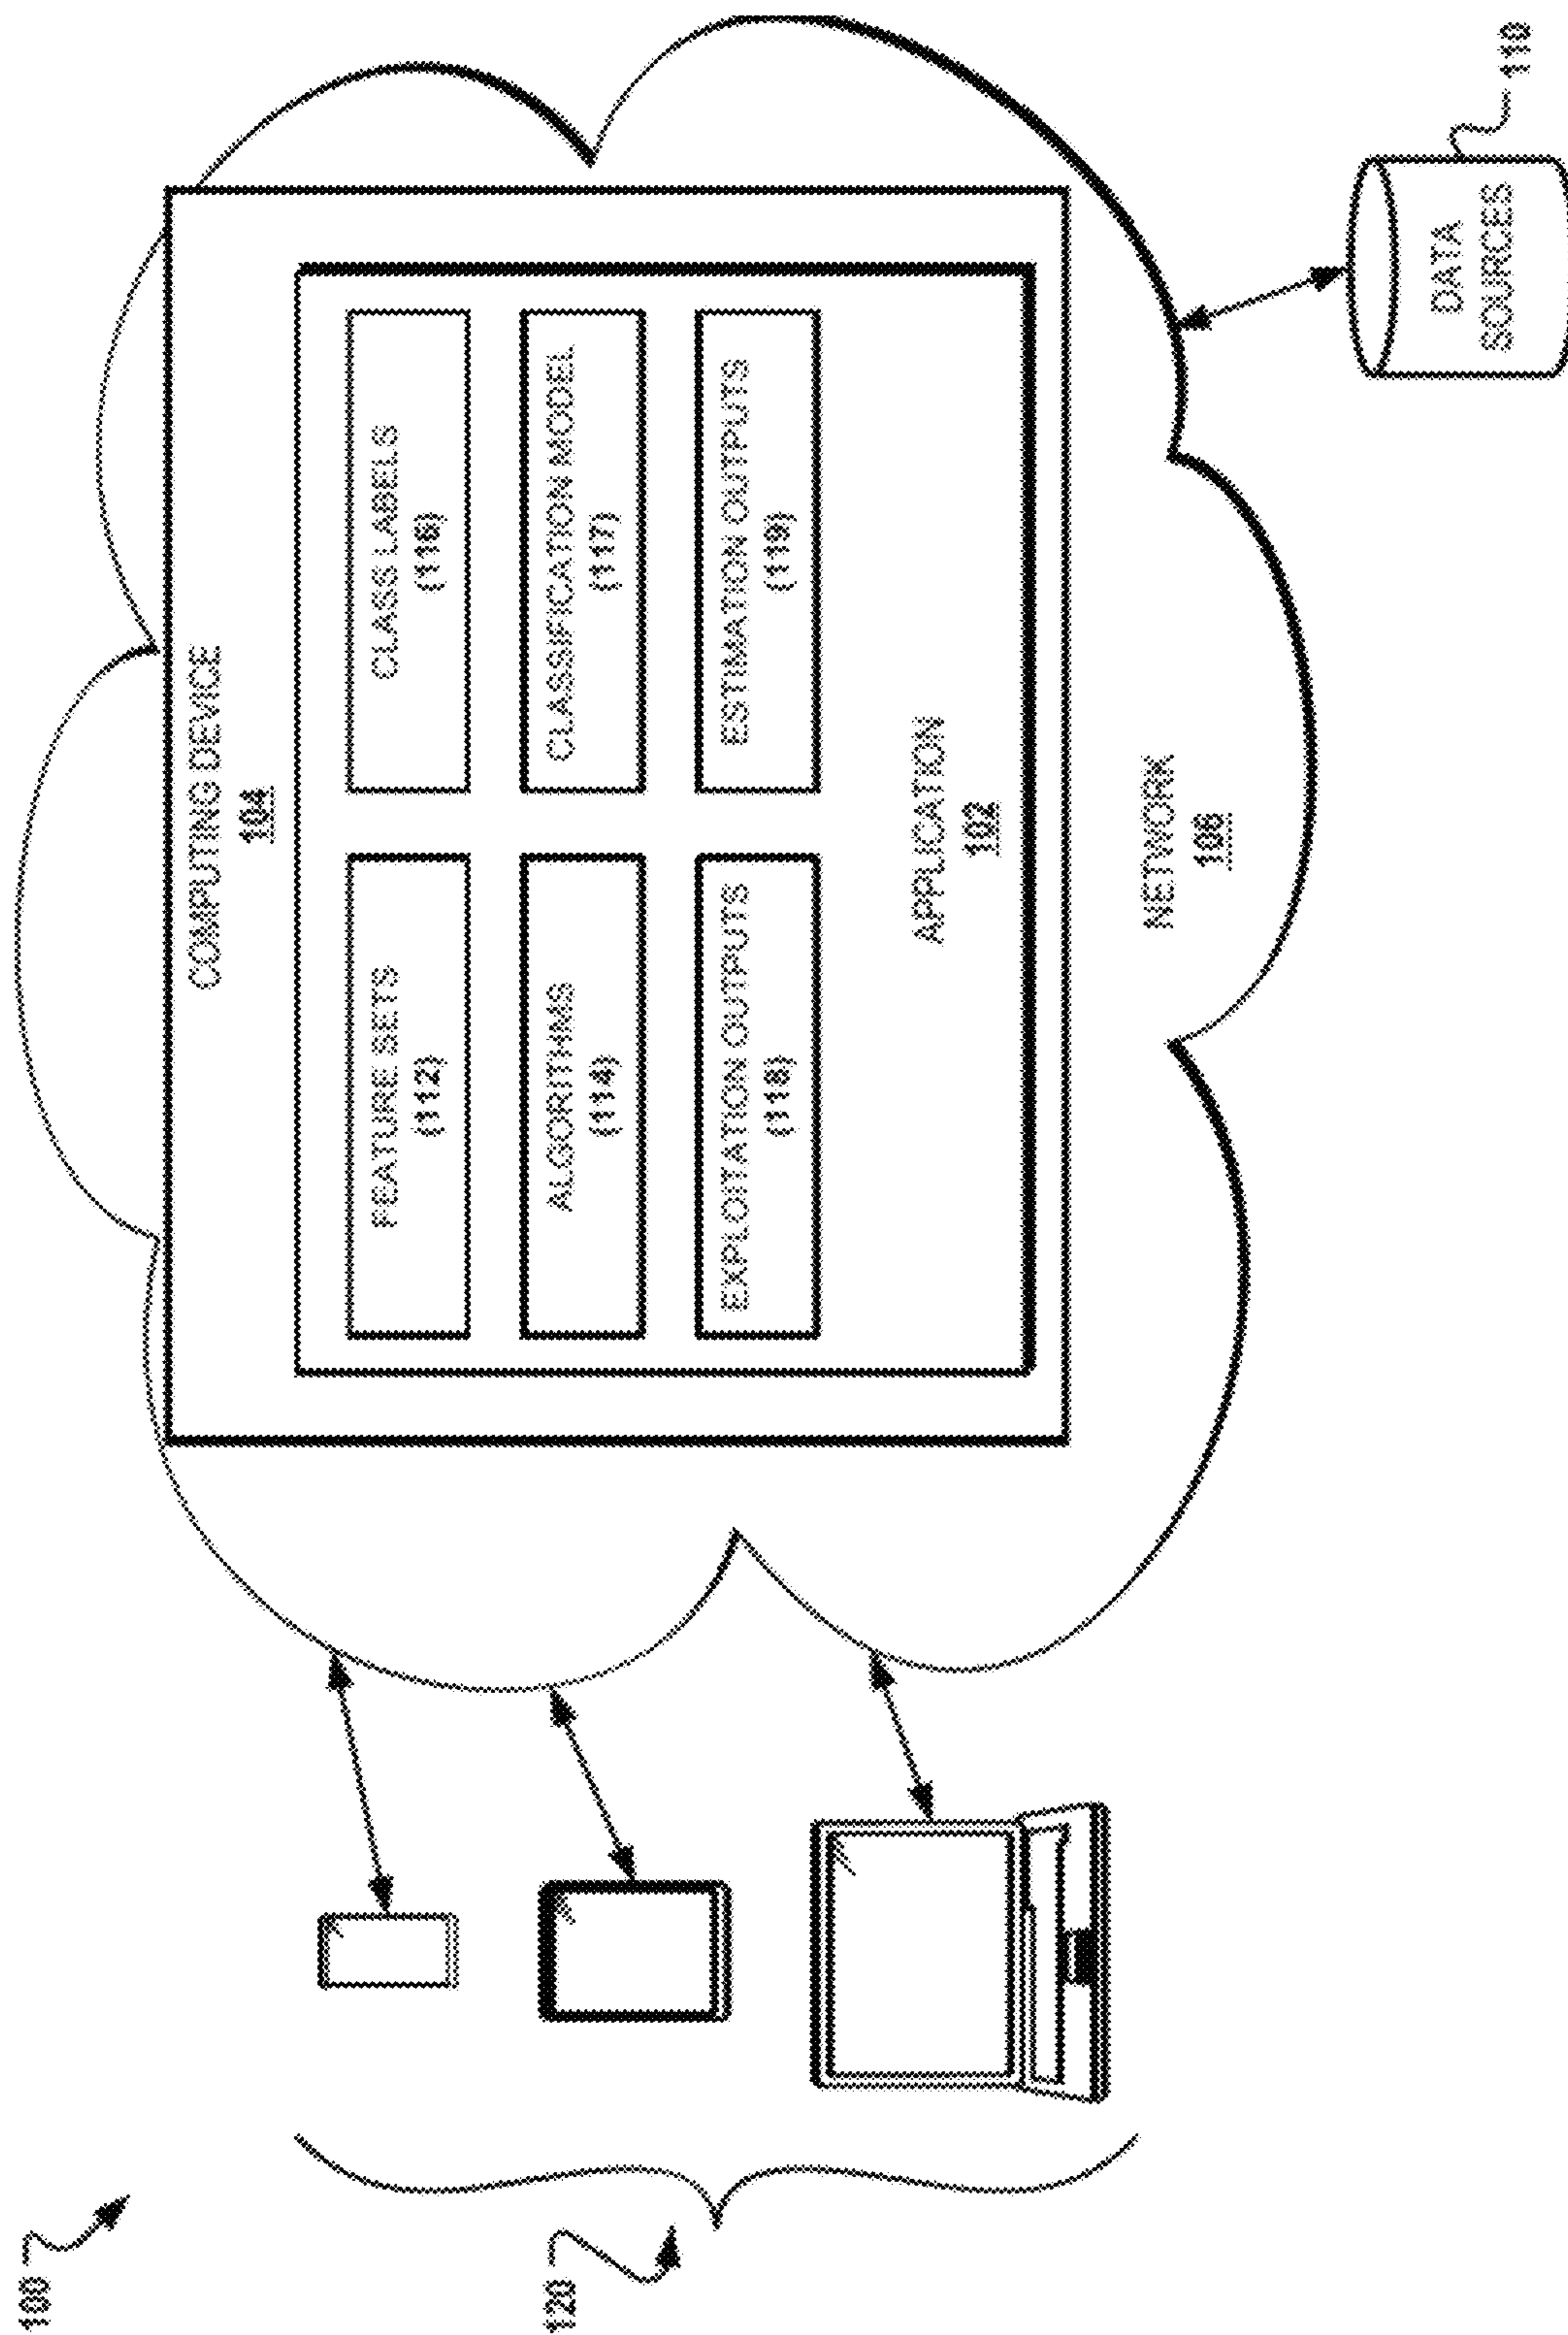 100
COMPUTING DEVICE
104
FEATURE SETS
(112)
CLASS LABELS
(116)
ALGORITHMS
(114)
CLASSIFICATION MODEL
(117)
EXPLOITATION OUTPUTS
(118)
ESTIMATION OUTPUTS
(119)
120
APPLICATION
102
NETWORK
106
DATA
SOURCES
110